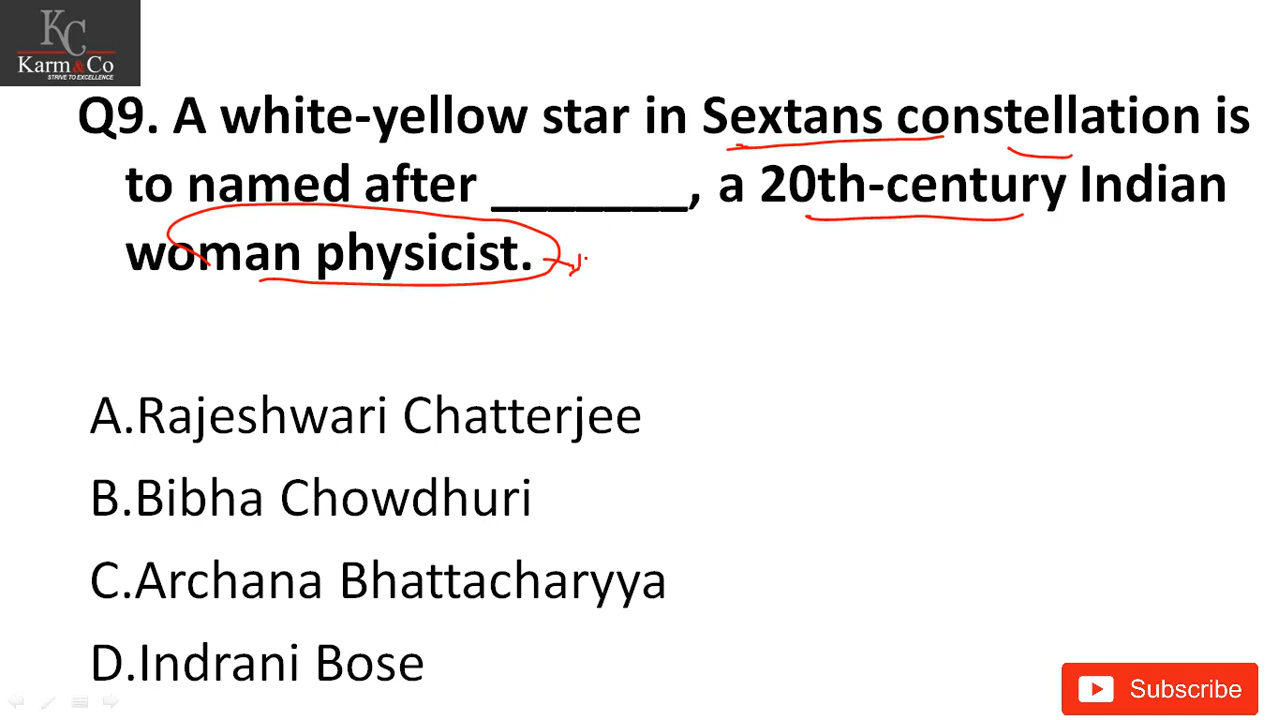 KC
Karm&Co
STRIVE TO EXCELLENCE
Q9. A white-yellow star in Sextans constellation is
to named after _______, a 20th-century Indian
woman physicist.
A.Rajeshwari Chatterjee
B.Bibha Chowdhuri
C.Archana Bhattacharyya
D.Indrani Bose
Subscribe